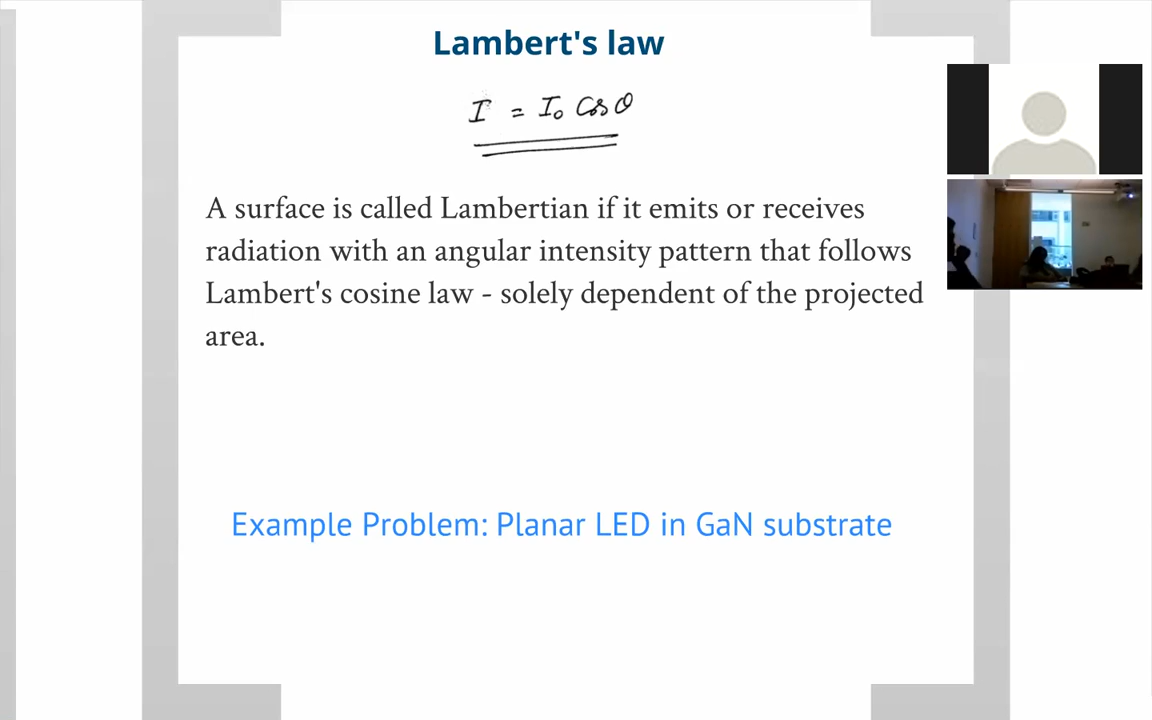 Lambert's law
I = I₀ Cos θ
A surface is called Lambertian if it emits or receives
radiation with an angular intensity pattern that follows
Lambert's cosine law - solely dependent of the projected
area.
Example Problem: Planar LED in GaN substrate